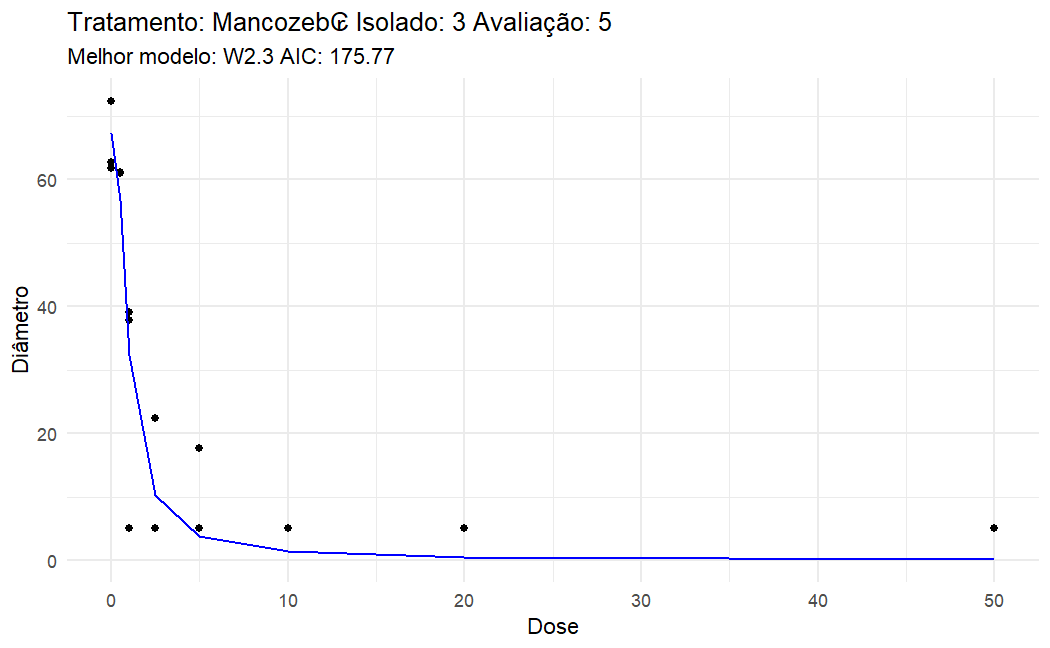 Tratamento: Mancozeb₢ Isolado: 3 Avaliação: 5
Melhor modelo: W2.3 AIC: 175.77
Diâmetro
60
40
20
0
0 10 20 30 40 50
Dose